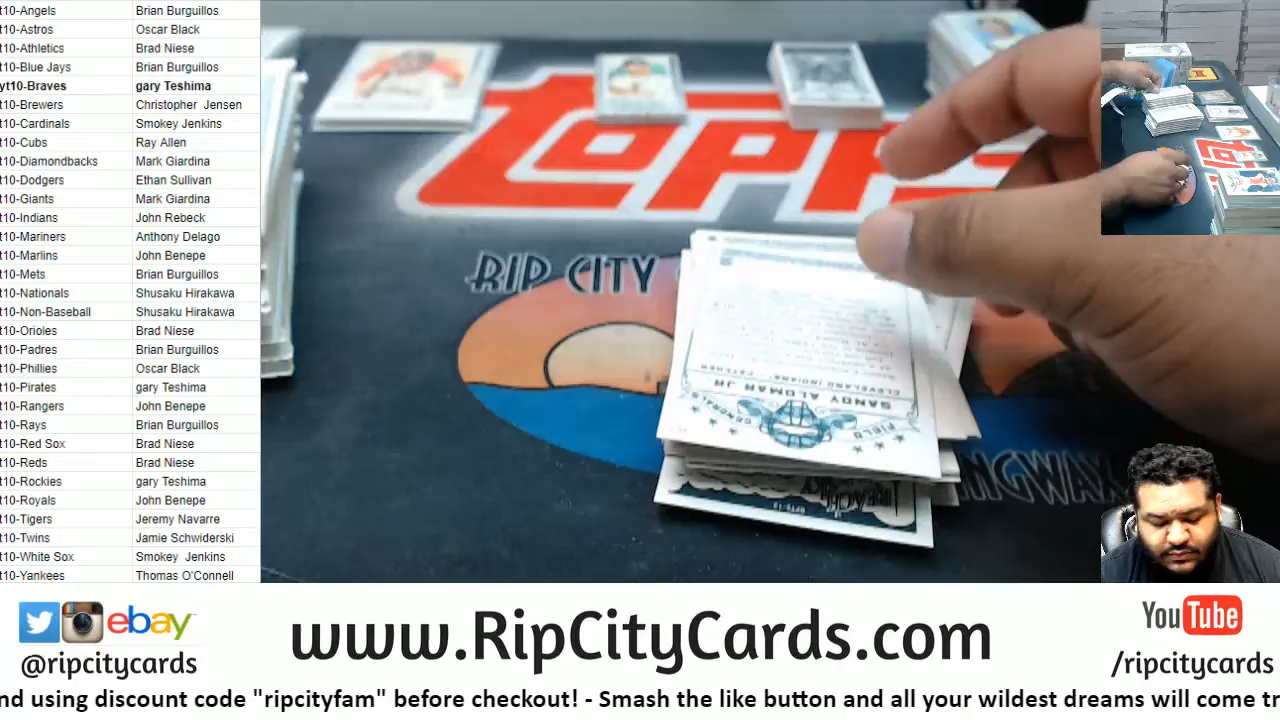 t10-Angels Brian Burguillos
t10-Astros Oscar Black
t10-Athletics Brad Niese
t10-Blue Jays Brian Burguillos
yt10-Braves gary Teshima
t10-Brewers Christopher Jensen
t10-Cardinals Smokey Jenkins
t10-Cubs Ray Allen
t10-Diamondbacks Mark Giardina
t10-Dodgers Ethan Sullivan
t10-Giants Mark Giardina
t10-Indians John Rebeck
t10-Mariners Anthony Delago
t10-Marlins John Benepe
t10-Mets Brian Burguillos
t10-Nationals Shusaku Hirakawa
t10-Non-Baseball Shusaku Hirakawa
t10-Orioles Brad Niese
t10-Padres Brian Burguillos
t10-Phillies Oscar Black
t10-Pirates gary Teshima
t10-Rangers John Benepe
t10-Rays Brian Burguillos
t10-Red Sox Brad Niese
t10-Reds Brad Niese
t10-Rockies gary Teshima
t10-Royals John Benepe
t10-Tigers Jeremy Navarre
t10-Twins Jamie Schwiderski
t10-White Sox Smokey Jenkins
t10-Yankees Thomas O'Connell
Topps
RIP CITY
CLEVELAND INDIANS® CATCHER
SANDY ALOMAR JR
FIELD GENERALS
INGWAX
ebay
@ripcitycards
www.RipCityCards.com
YouTube
/ripcitycards
nd using discount code "ripcityfam" before checkout! - Smash the like button and all your wildest dreams will come tr